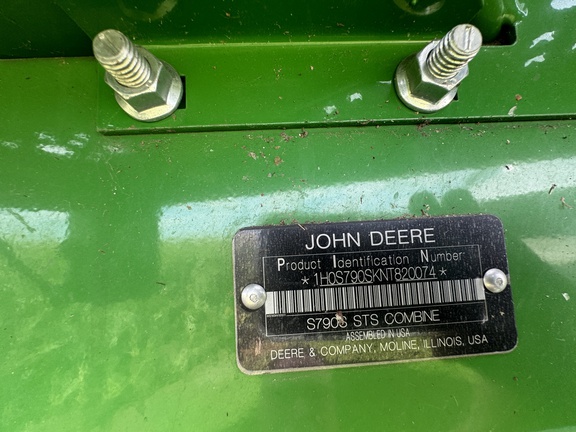 JOHN DEERE
Product Identification Number
* 1H0S790SKNT820074 *
S790S STS COMBINE
ASSEMBLED IN USA
DEERE & COMPANY, MOLINE, ILLINOIS, USA